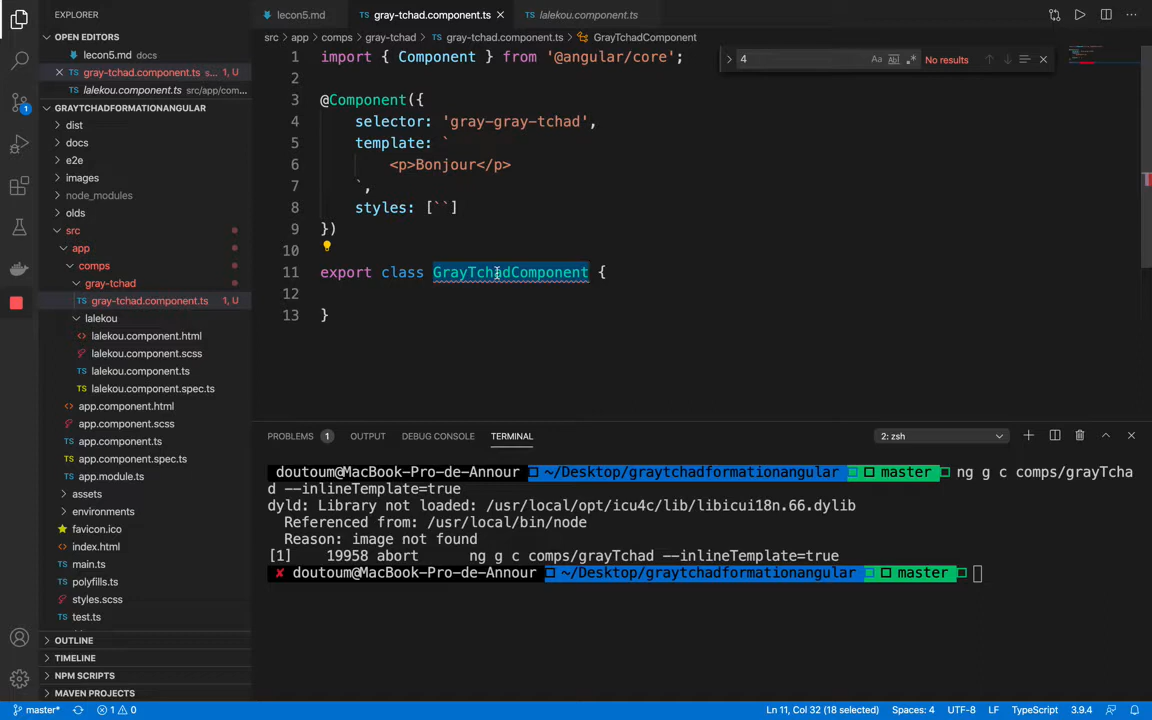 EXPLORER
lecon5.md
gray-tchad.component.ts
lalekou.component.ts
OPEN EDITORS
lecon5.md docs
gray-tchad.component.ts s... 1, U
lalekou.component.ts src/app/com...
GRAYTCHADFORMATIONANGULAR
dist
docs
e2e
images
node_modules
olds
src
app
comps
gray-tchad
gray-tchad.component.ts 1, U
lalekou
lalekou.component.html
lalekou.component.scss
lalekou.component.ts
lalekou.component.spec.ts
app.component.html
app.component.scss
app.component.ts
app.component.spec.ts
app.module.ts
assets
environments
favicon.ico
index.html
main.ts
polyfills.ts
styles.scss
test.ts
OUTLINE
TIMELINE
NPM SCRIPTS
MAVEN PROJECTS
src > app > comps > gray-tchad > TS gray-tchad.component.ts > GrayTchadComponent
4 Aa Abl .* No results
1 import { Component } from '@angular/core';
2
3 @Component({
4 selector: 'gray-gray-tchad',
5 template: `
6 <p>Bonjour</p>
7 `,
8 styles: [``]
9 })
10
11 export class GrayTchadComponent {
12
13 }
PROBLEMS 1 OUTPUT DEBUG CONSOLE TERMINAL 2: zsh
doutoum@MacBook-Pro-de-Annour ~/Desktop/graytchadformationangular master ng g c comps/grayTcha
d --inlineTemplate=true
dyld: Library not loaded: /usr/local/opt/icu4c/lib/libicui18n.66.dylib
Referenced from: /usr/local/bin/node
Reason: image not found
[1] 19958 abort ng g c comps/grayTchad --inlineTemplate=true
✘ doutoum@MacBook-Pro-de-Annour ~/Desktop/graytchadformationangular master
master* 1 0 Ln 11, Col 32 (18 selected) Spaces: 4 UTF-8 LF TypeScript 3.9.4